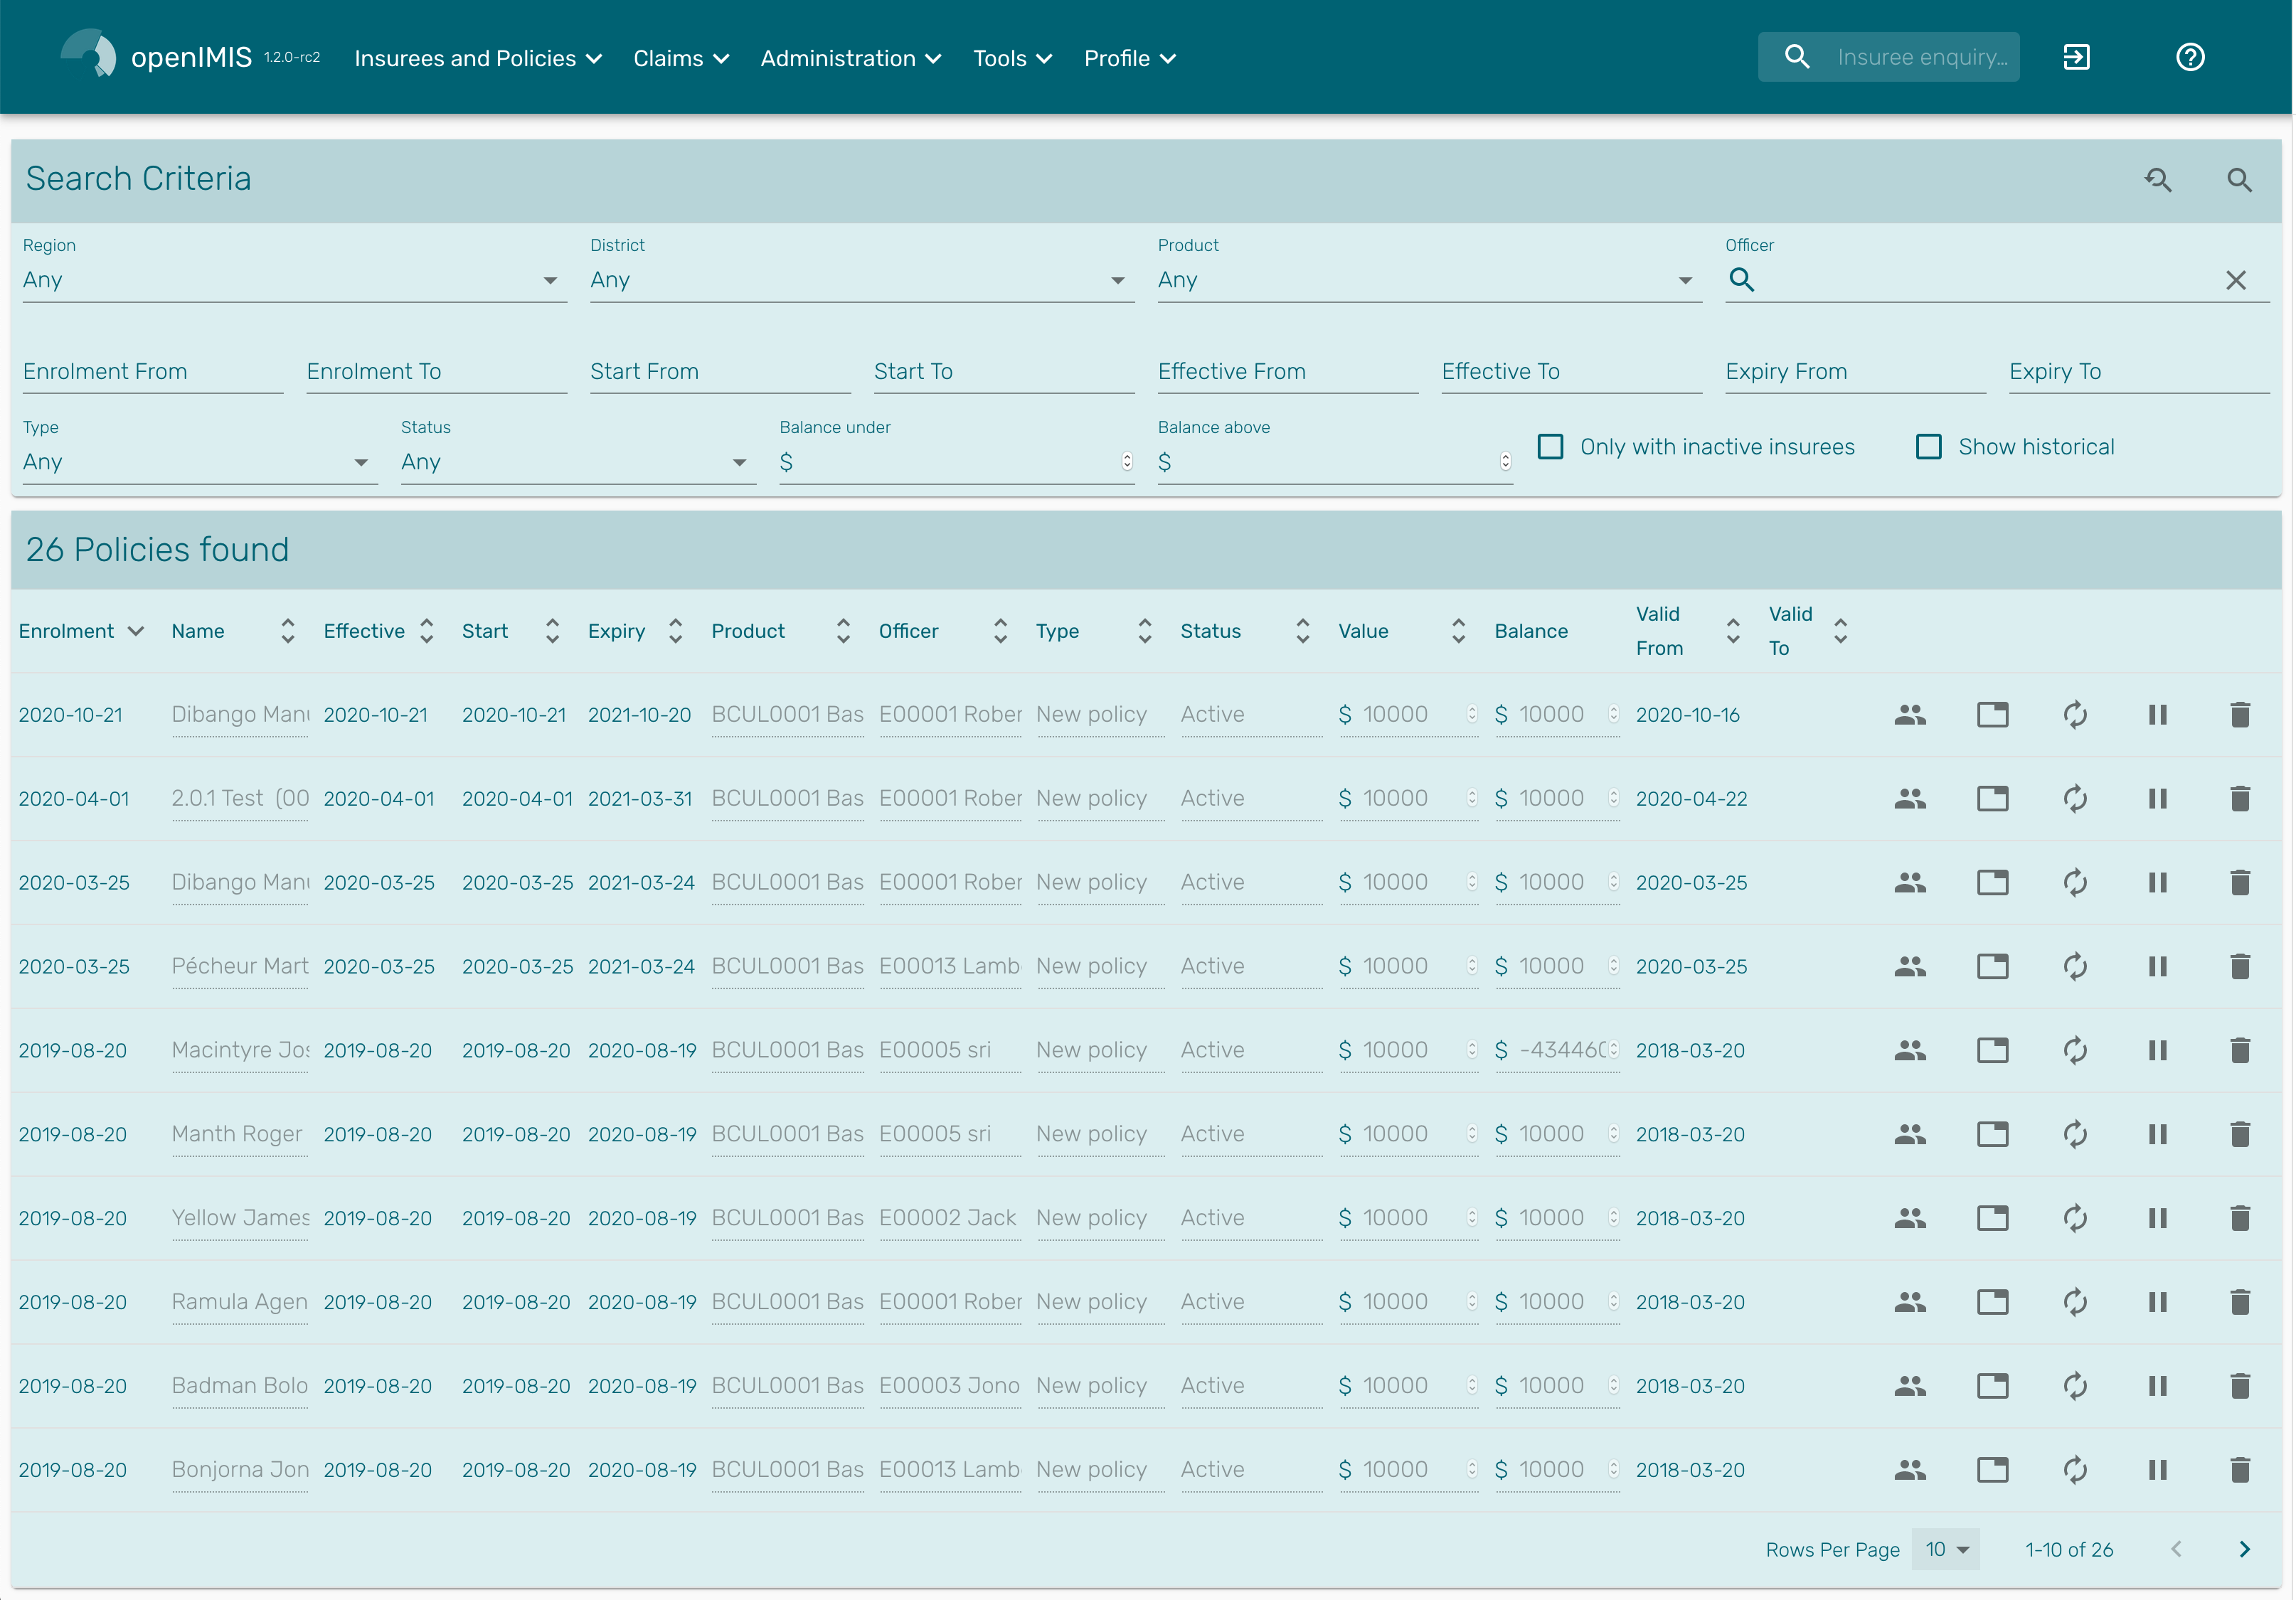 openIMIS 1.2.0-rc2 Insurees and Policies Claims Administration Tools Profile Insuree enquiry...
Search Criteria
Region District Product Officer
Any Any Any
Enrolment From Enrolment To Start From Start To Effective From Effective To Expiry From Expiry To
Type Status Balance under Balance above
Any Any $ $ Only with inactive insurees Show historical
26 Policies found
Enrolment Name Effective Start Expiry Product Officer Type Status Value Balance Valid From Valid To
2020-10-21 Dibango Man 2020-10-21 2020-10-21 2021-10-20 BCUL0001 Bas E00001 Rober New policy Active $ 10000 $ 10000 2020-10-16
2020-04-01 2.0.1 Test (00 2020-04-01 2020-04-01 2021-03-31 BCUL0001 Bas E00001 Rober New policy Active $ 10000 $ 10000 2020-04-22
2020-03-25 Dibango Man 2020-03-25 2020-03-25 2021-03-24 BCUL0001 Bas E00001 Rober New policy Active $ 10000 $ 10000 2020-03-25
2020-03-25 Pécheur Mart 2020-03-25 2020-03-25 2021-03-24 BCUL0001 Bas E00013 Lamb New policy Active $ 10000 $ 10000 2020-03-25
2019-08-20 Macintyre Jos 2019-08-20 2019-08-20 2020-08-19 BCUL0001 Bas E00005 sri New policy Active $ 10000 $ -434460 2018-03-20
2019-08-20 Manth Roger 2019-08-20 2019-08-20 2020-08-19 BCUL0001 Bas E00005 sri New policy Active $ 10000 $ 10000 2018-03-20
2019-08-20 Yellow James 2019-08-20 2019-08-20 2020-08-19 BCUL0001 Bas E00002 Jack New policy Active $ 10000 $ 10000 2018-03-20
2019-08-20 Ramula Agen 2019-08-20 2019-08-20 2020-08-19 BCUL0001 Bas E00001 Rober New policy Active $ 10000 $ 10000 2018-03-20
2019-08-20 Badman Bolo 2019-08-20 2019-08-20 2020-08-19 BCUL0001 Bas E00003 Jono New policy Active $ 10000 $ 10000 2018-03-20
2019-08-20 Bonjorna Jon 2019-08-20 2019-08-20 2020-08-19 BCUL0001 Bas E00013 Lamb New policy Active $ 10000 $ 10000 2018-03-20
Rows Per Page 10 1-10 of 26